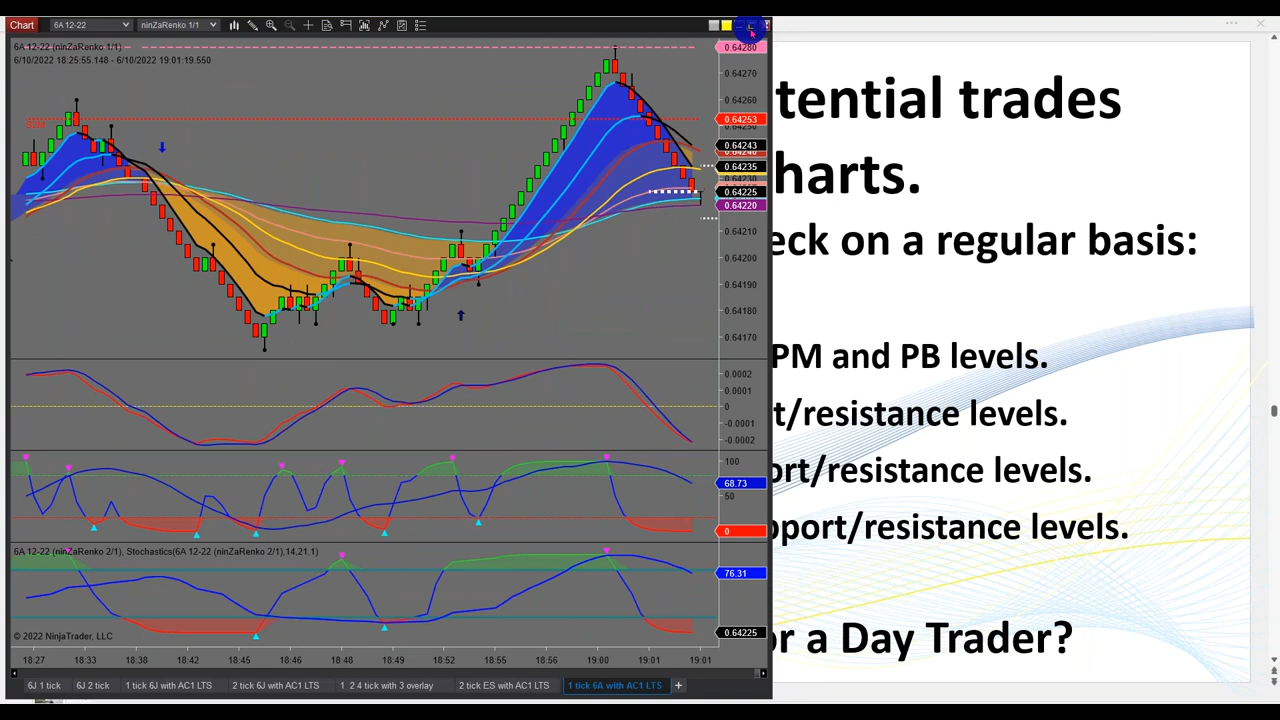 Chart 6A 12-22 ninZaRenko 1/1
6A 12-22 (ninZaRenko 1/1)
6/10/2022 18:25:55.148 - 6/10/2022 19:01:19.550
0.64280
0.64270
0.64260
0.64253
0.64243
0.64235
0.64225
0.64220
0.64210
0.64200
0.64190
0.64180
0.64170
0.0002
0.0001
0
-0.0001
-0.0002
100
68.73
50
0
6A 12-22 (ninZaRenko 2/1), Stochastics(6A 12-22 (ninZaRenko 2/1),14,21,1)
76.31
© 2022 NinjaTrader, LLC
0.64225
18:27 18:33 18:38 18:42 18:45 18:46 18:48 18:49 18:52 18:55 18:56 19:00 19:01 19:01
6J 1 tick 6J 2 tick 1 tick 6J with AC1 LTS 2 tick 6J with AC1 LTS 1 2 4 tick with 3 overlay 2 tick ES with AC1 LTS 1 tick 6A with AC1 LTS +
tential trades
harts.
eck on a regular basis:
PM and PB levels.
t/resistance levels.
ort/resistance levels.
pport/resistance levels.
or a Day Trader?